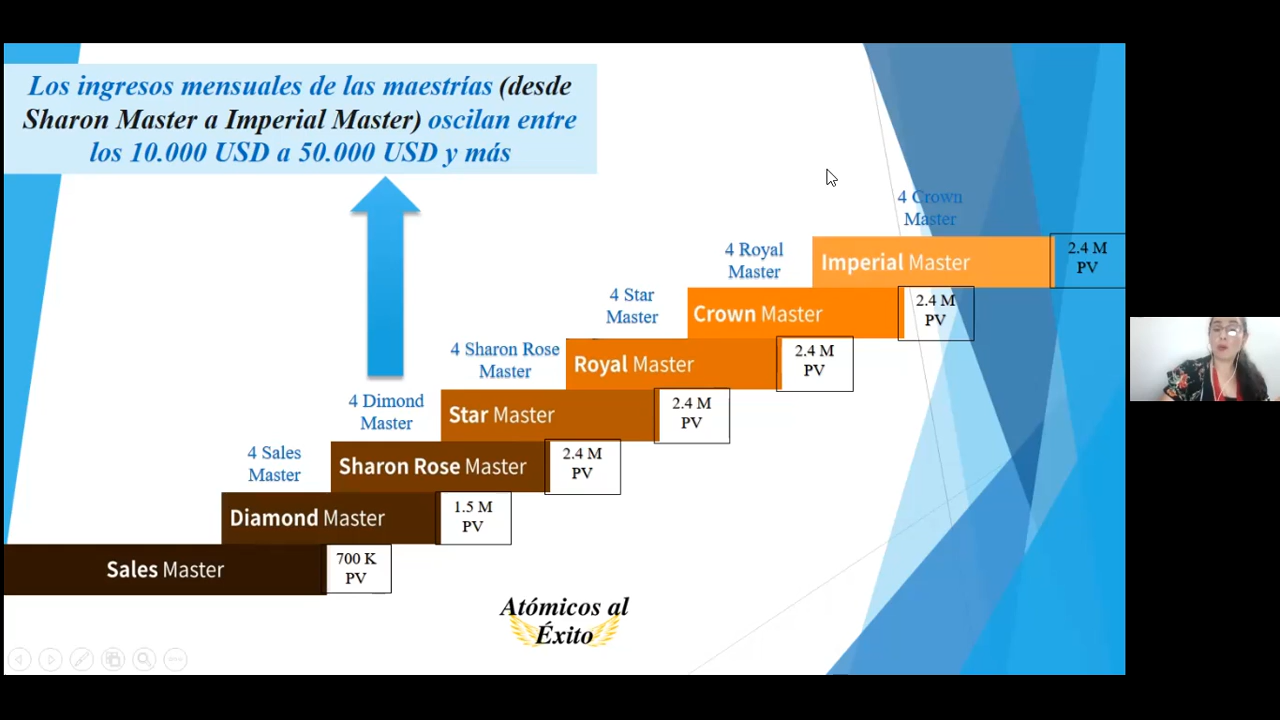 Los ingresos mensuales de las maestrías (desde
Sharon Master a Imperial Master) oscilan entre
los 10.000 USD a 50.000 USD y más
4 Crown
Master
Imperial Master
2.4 M
PV
4 Royal
Master
Crown Master
2.4 M
PV
4 Star
Master
Royal Master
2.4 M
PV
4 Sharon Rose
Master
Star Master
2.4 M
PV
4 Dimond
Master
Sharon Rose Master
2.4 M
PV
4 Sales
Master
Diamond Master
1.5 M
PV
Sales Master
700 K
PV
Atómicos al
Éxito